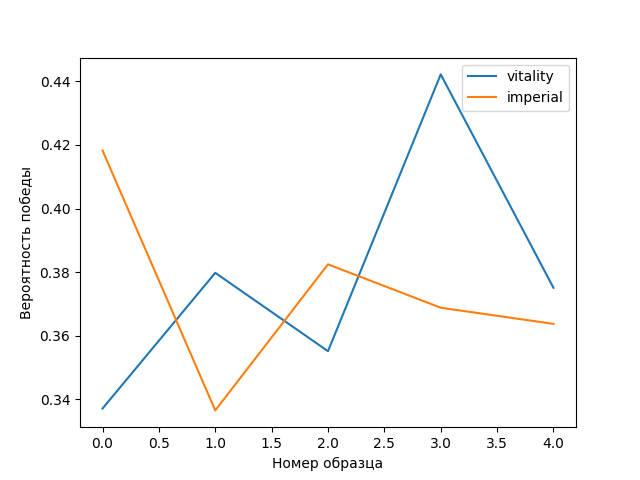 vitality
imperial
0.44
0.42
0.40
0.38
0.36
0.34
Вероятность победы
0.0 0.5 1.0 1.5 2.0 2.5 3.0 3.5 4.0
Номер образца